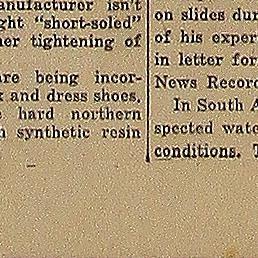 anufacturer isn't
ght "short-soled"
her tightening of
are being incor-
k and dress shoes.
e hard northern
h synthetic resin
on slides du
of his exper
in letter for
News Record
In South A
spected wate
conditions. T